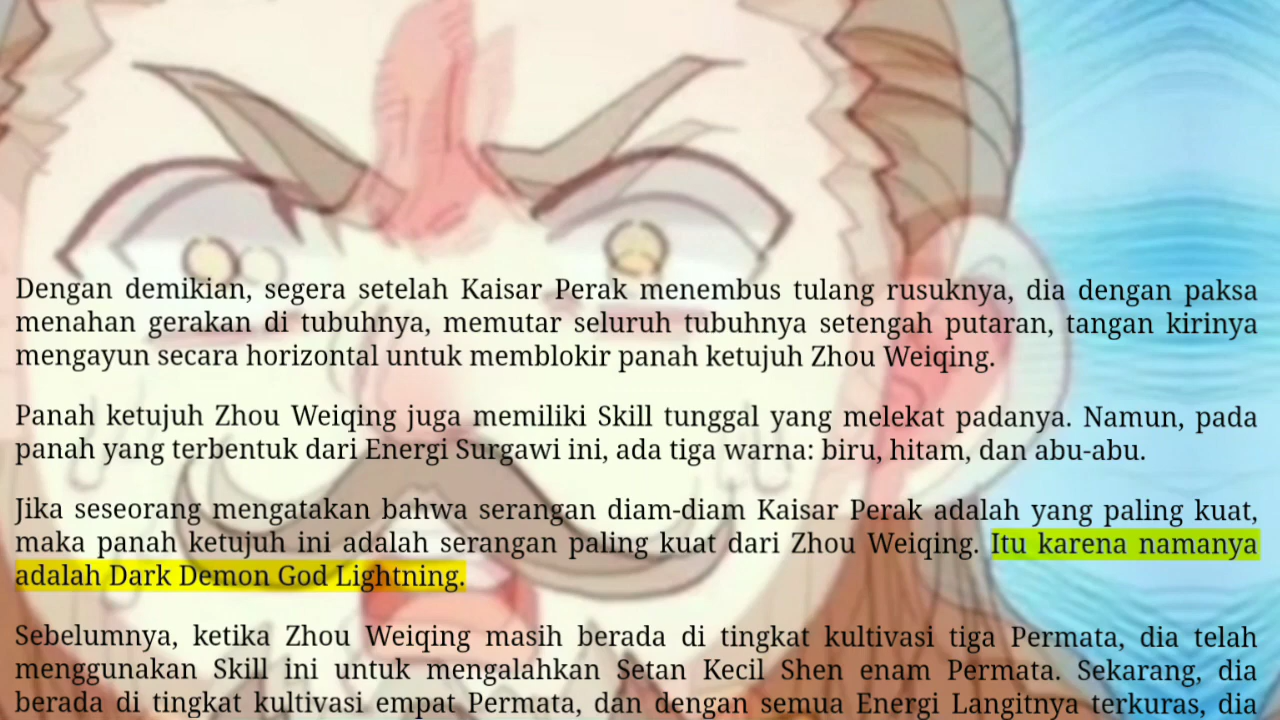 Dengan demikian, segera setelah Kaisar Perak menembus tulang rusuknya, dia dengan paksa
menahan gerakan di tubuhnya, memutar seluruh tubuhnya setengah putaran, tangan kirinya
mengayun secara horizontal untuk memblokir panah ketujuh Zhou Weiqing.
Panah ketujuh Zhou Weiqing juga memiliki Skill tunggal yang melekat padanya. Namun, pada
panah yang terbentuk dari Energi Surgawi ini, ada tiga warna: biru, hitam, dan abu-abu.
Jika seseorang mengatakan bahwa serangan diam-diam Kaisar Perak adalah yang paling kuat,
maka panah ketujuh ini adalah serangan paling kuat dari Zhou Weiqing. Itu karena namanya
adalah Dark Demon God Lightning.
Sebelumnya, ketika Zhou Weiqing masih berada di tingkat kultivasi tiga Permata, dia telah
menggunakan Skill ini untuk mengalahkan Setan Kecil Shen enam Permata. Sekarang, dia
berada di tingkat kultivasi empat Permata, dan dengan semua Energi Langitnya terkuras, dia